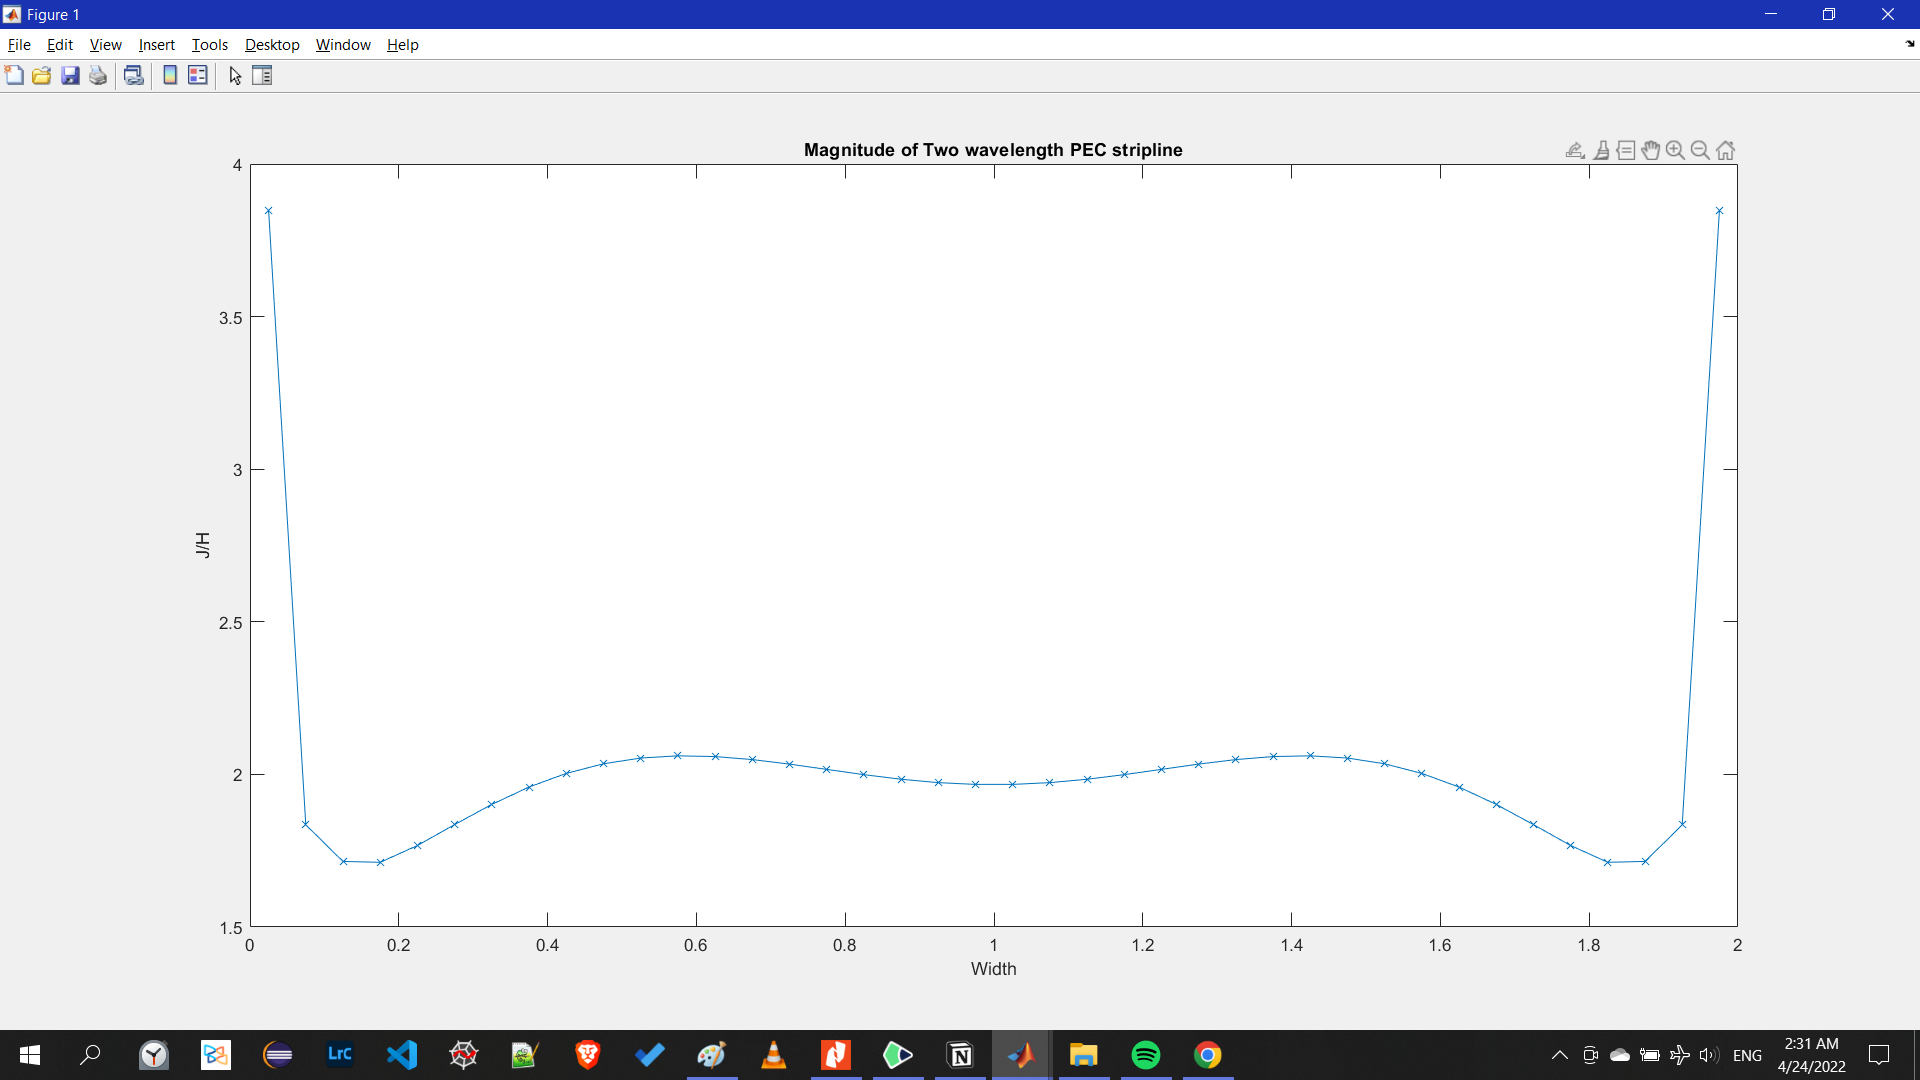 Figure 1
File Edit View Insert Tools Desktop Window Help
Magnitude of Two wavelength PEC stripline
4
3.5
3
2.5
2
1.5
J/H
0 0.2 0.4 0.6 0.8 1 1.2 1.4 1.6 1.8 2
Width
LrC
N
ENG
2:31 AM
4/24/2022